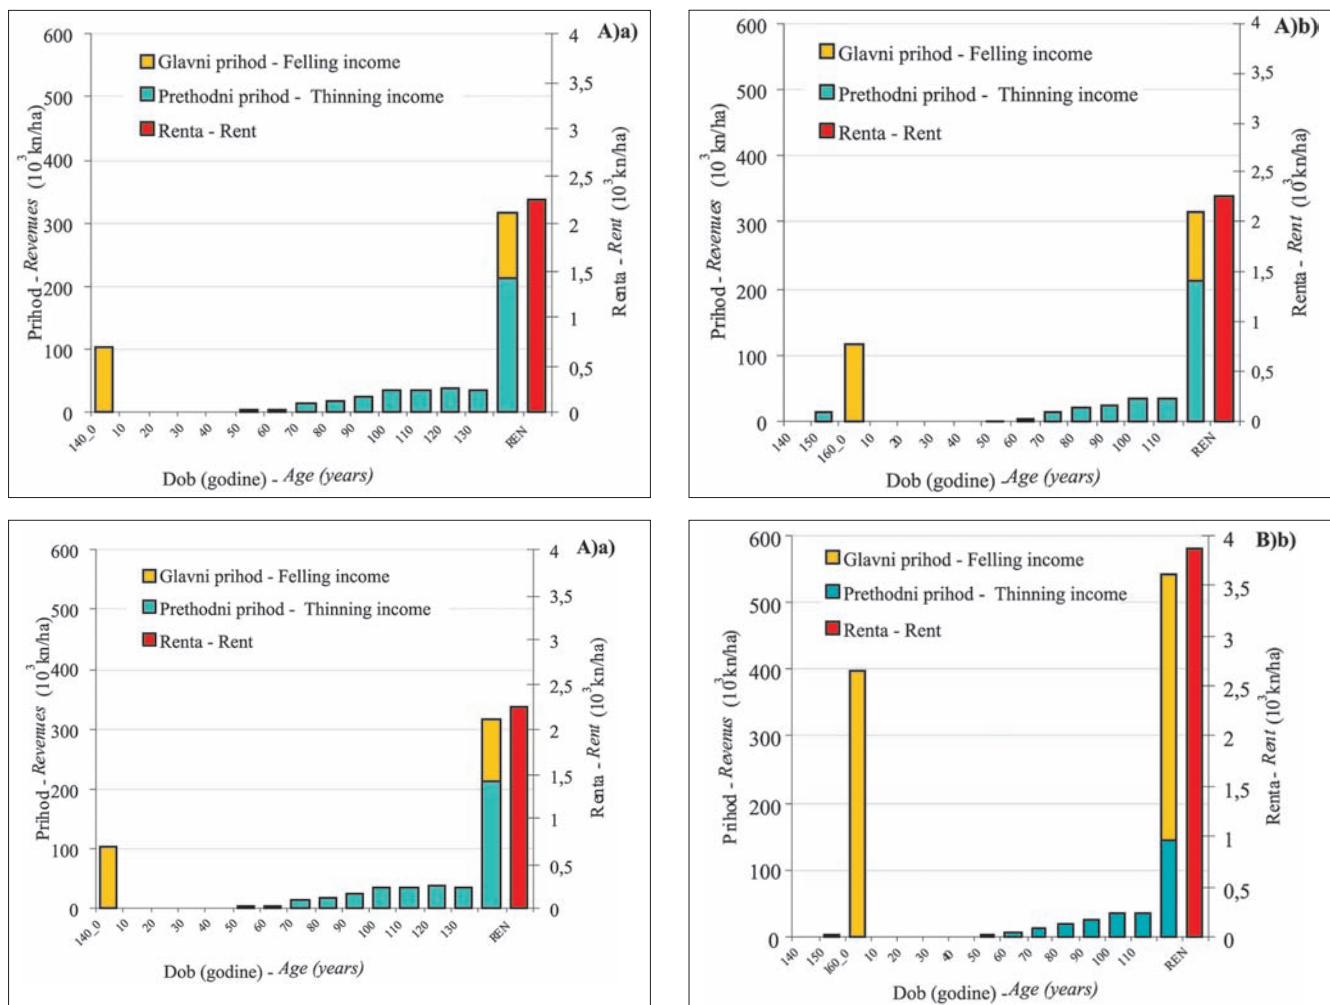 A)a)
Glavni prihod - Felling income
Prethodni prihod - Thinning income
Renta - Rent
Prihod - Revenues (10³kn/ha)
600
500
400
300
200
100
0
4
3,5
3
2,5
2
1,5
1
0,5
0
Renta - Rent (10³kn/ha)
140_0 10 20 30 40 50 60 70 80 90 100 110 120 130 REN
Dob (godine) - Age (years)
A)b)
Glavni prihod - Felling income
Prethodni prihod - Thinning income
Renta - Rent
Prihod - Revenues (10³kn/ha)
600
500
400
300
200
100
0
4
3,5
3
2,5
2
1,5
1
0,5
0
Renta - Rent (10³kn/ha)
140 150 160_0 10 20 30 40 50 60 70 80 90 100 110 REN
Dob (godine) - Age (years)
A)a)
Glavni prihod - Felling income
Prethodni prihod - Thinning income
Renta - Rent
Prihod - Revenues (10³kn/ha)
600
500
400
300
200
100
0
4
3,5
3
2,5
2
1,5
1
0,5
0
Renta - Rent (10³kn/ha)
140_0 10 20 30 40 50 60 70 80 90 100 110 120 130 REN
Dob (godine) - Age (years)
B)b)
Glavni prihod - Felling income
Prethodni prihod - Thinning income
Renta - Rent
Prihod - Revenus (10³kn/ha)
600
500
400
300
200
100
0
4
3,5
3
2,5
2
1,5
1
0,5
0
Renta - Rent (10³kn/ha)
140 150 160_0 10 20 30 40 50 60 70 80 90 100 110 REN
Dob (godine) - Age (years)